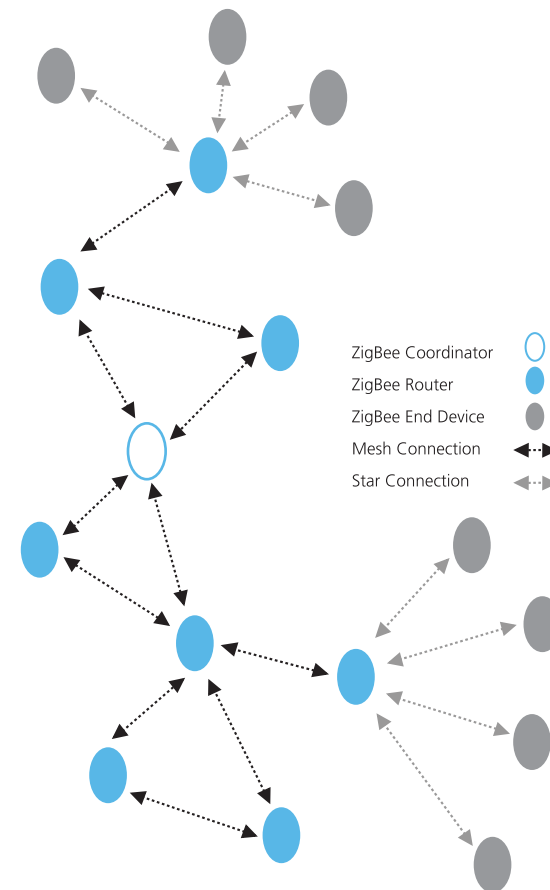 ZigBee Coordinator
ZigBee Router
ZigBee End Device
Mesh Connection
Star Connection